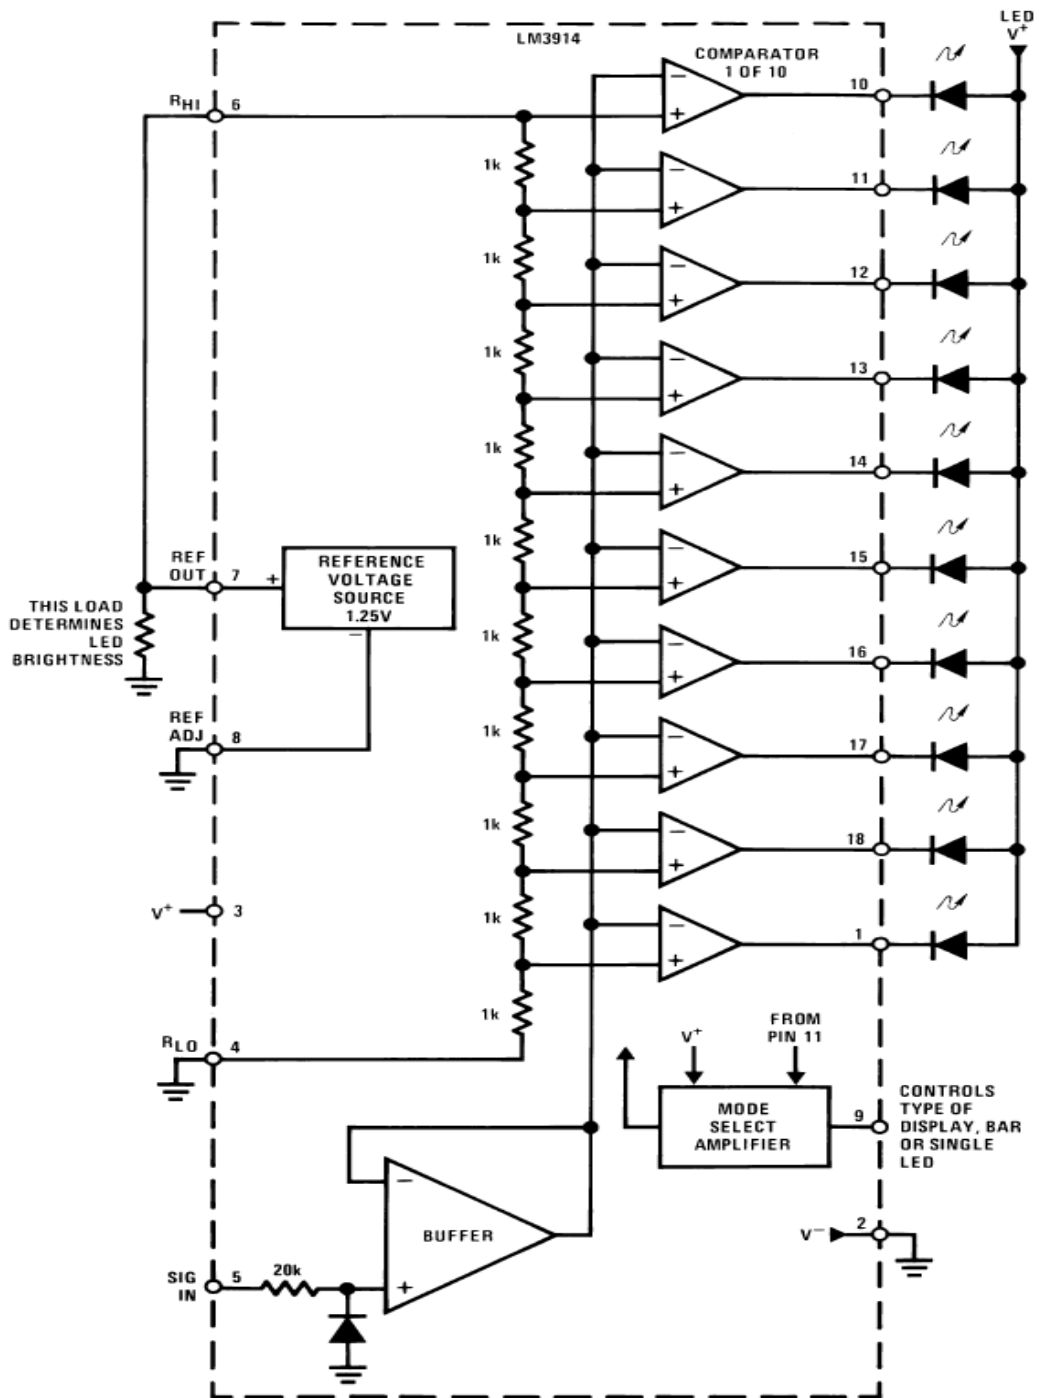 LED
V+
LM3914
COMPARATOR
1 OF 10
−
+
10
RHI
6
1k
−
+
11
1k
−
+
12
1k
−
+
13
1k
−
+
14
1k
−
+
15
REF
OUT
7
+
REFERENCE
VOLTAGE
SOURCE
1.25V
−
THIS LOAD
DETERMINES
LED
BRIGHTNESS
1k
−
+
16
REF
ADJ
8
1k
−
+
17
1k
−
+
18
V+
3
1k
−
+
1
1k
RLO
4
V+
FROM
PIN 11
MODE
SELECT
AMPLIFIER
9
CONTROLS
TYPE OF
DISPLAY, BAR
OR SINGLE
LED
−
BUFFER
+
V−
2
SIG
IN
5
20k